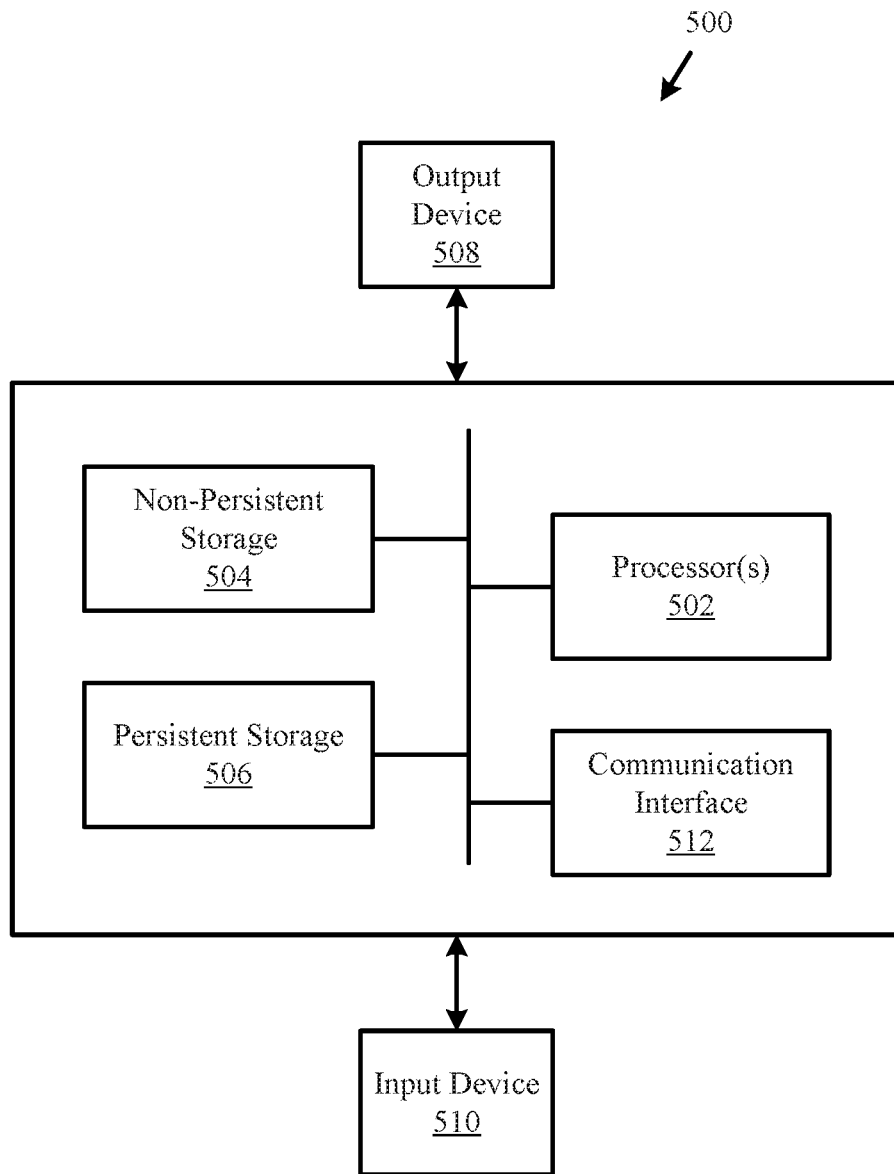 500
Output
Device
508
Non-Persistent
Storage
504
Processor(s)
502
Persistent Storage
506
Communication
Interface
512
Input Device
510